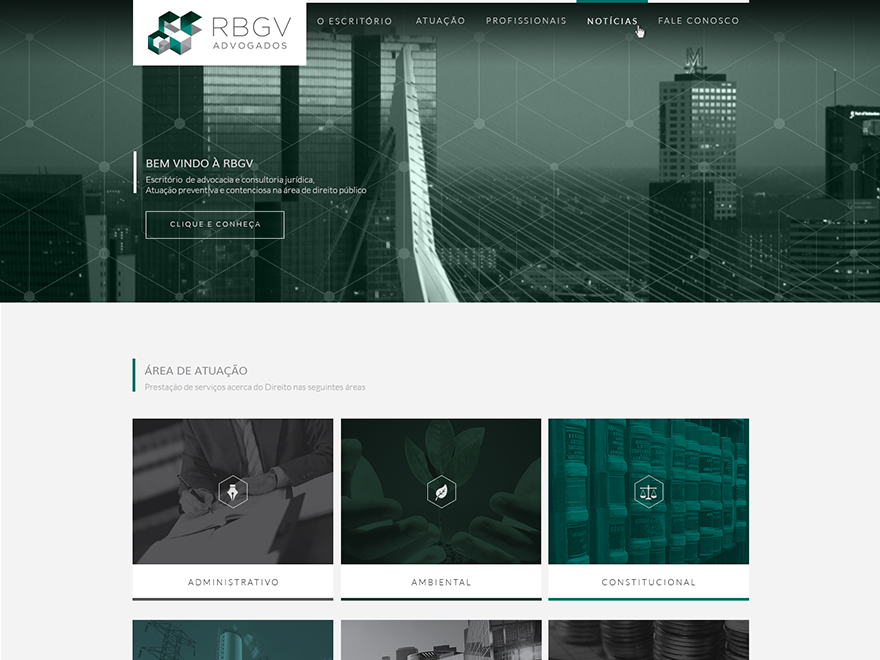 RBGV
ADVOGADOS
O ESCRITÓRIO
ATUAÇÃO
PROFISSIONAIS
NOTÍCIAS
FALE CONOSCO
BEM VINDO À RBGV
Escritório de advocacia e consultoria jurídica,
Atuação preventiva e contenciosa na área de direito público
CLIQUE E CONHEÇA
ÁREA DE ATUAÇÃO
Prestação de serviços acerca do Direito nas seguintes áreas
ADMINISTRATIVO
AMBIENTAL
CONSTITUCIONAL